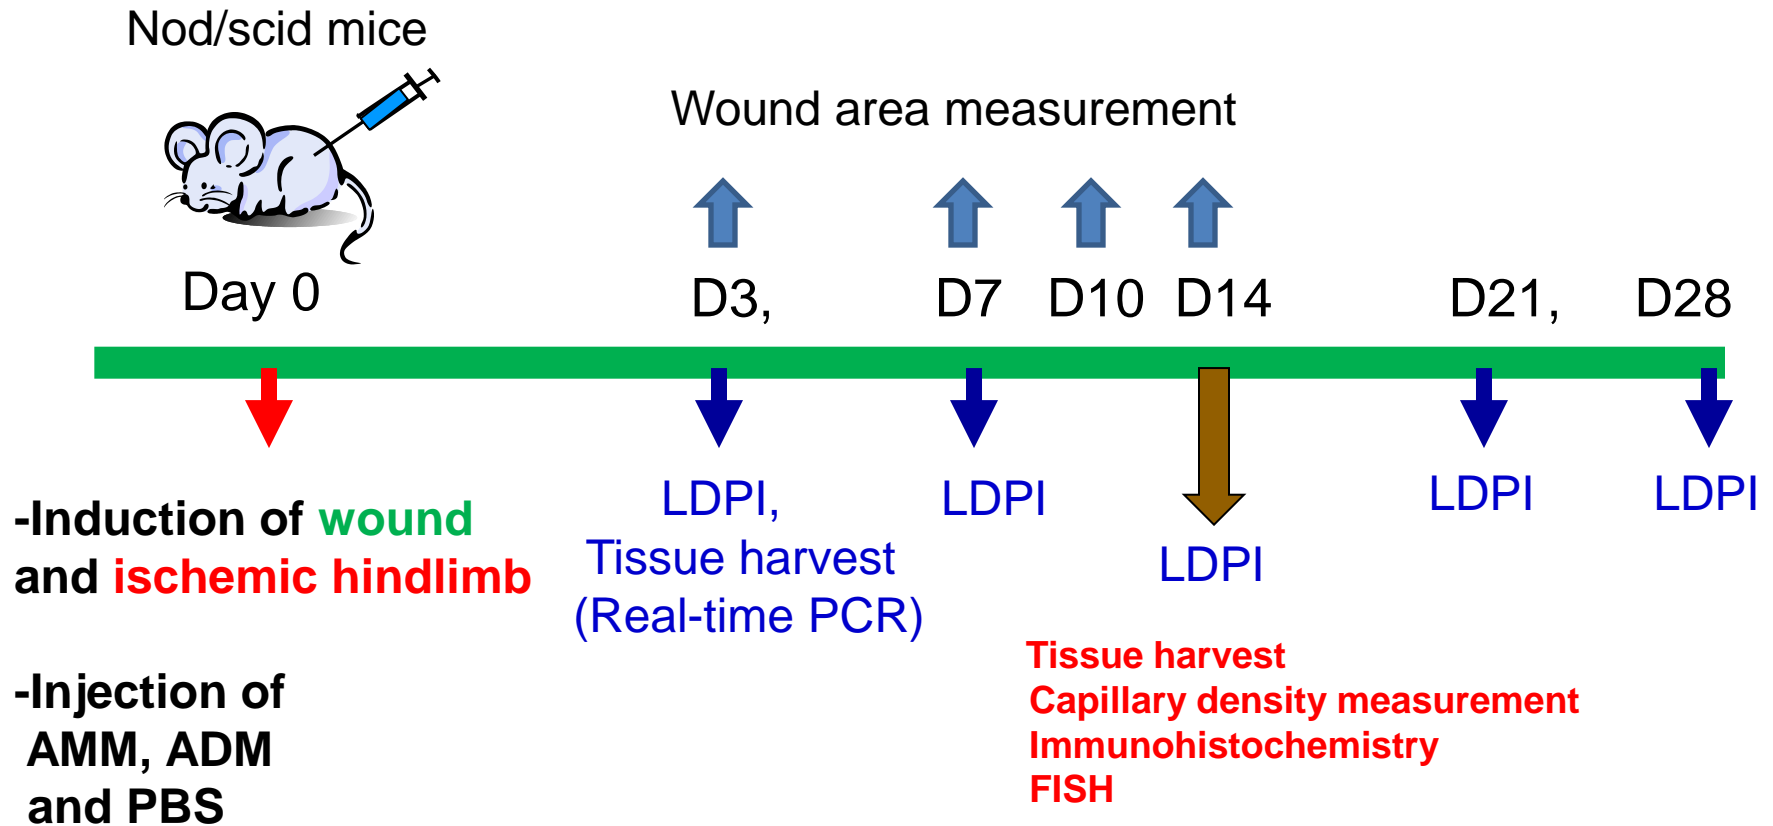 Nod/scid mice
Wound area measurement
Day 0
D3,
D7
D10
D14
D21,
D28
-Induction of wound
and ischemic hindlimb
-Injection of
AMM, ADM
and PBS
LDPI,
Tissue harvest
(Real-time PCR)
LDPI
LDPI
Tissue harvest
Capillary density measurement
Immunohistochemistry
FISH
LDPI
LDPI